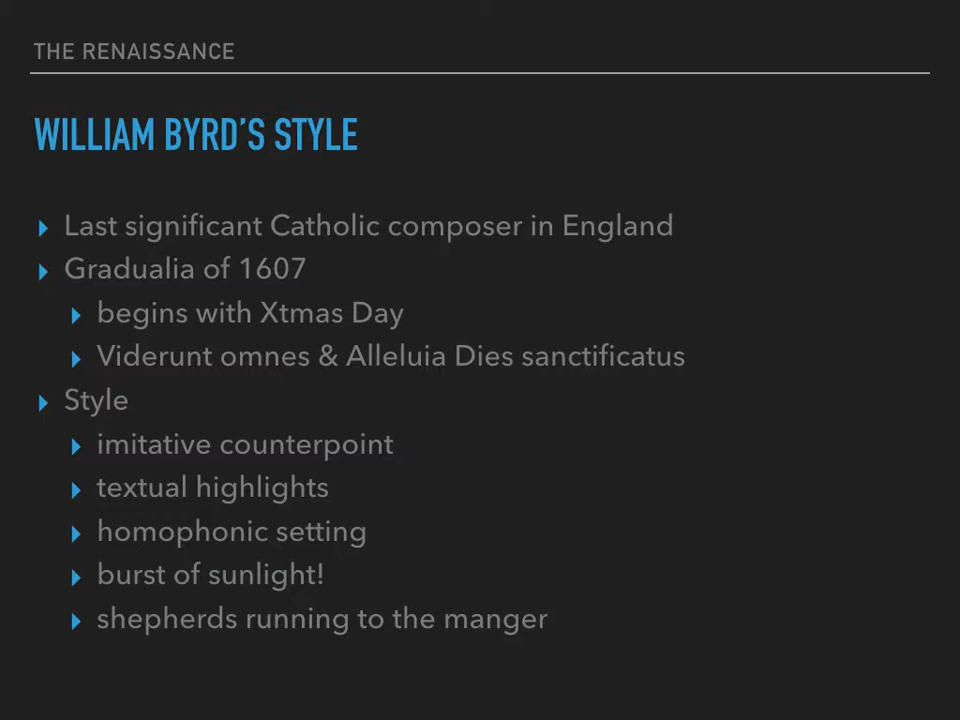 THE RENAISSANCE
WILLIAM BYRD'S STYLE
Last significant Catholic composer in England
Gradualia of 1607
begins with Xtmas Day
Viderunt omnes & Alleluia Dies sanctificatus
Style
imitative counterpoint
textual highlights
homophonic setting
burst of sunlight!
shepherds running to the manger